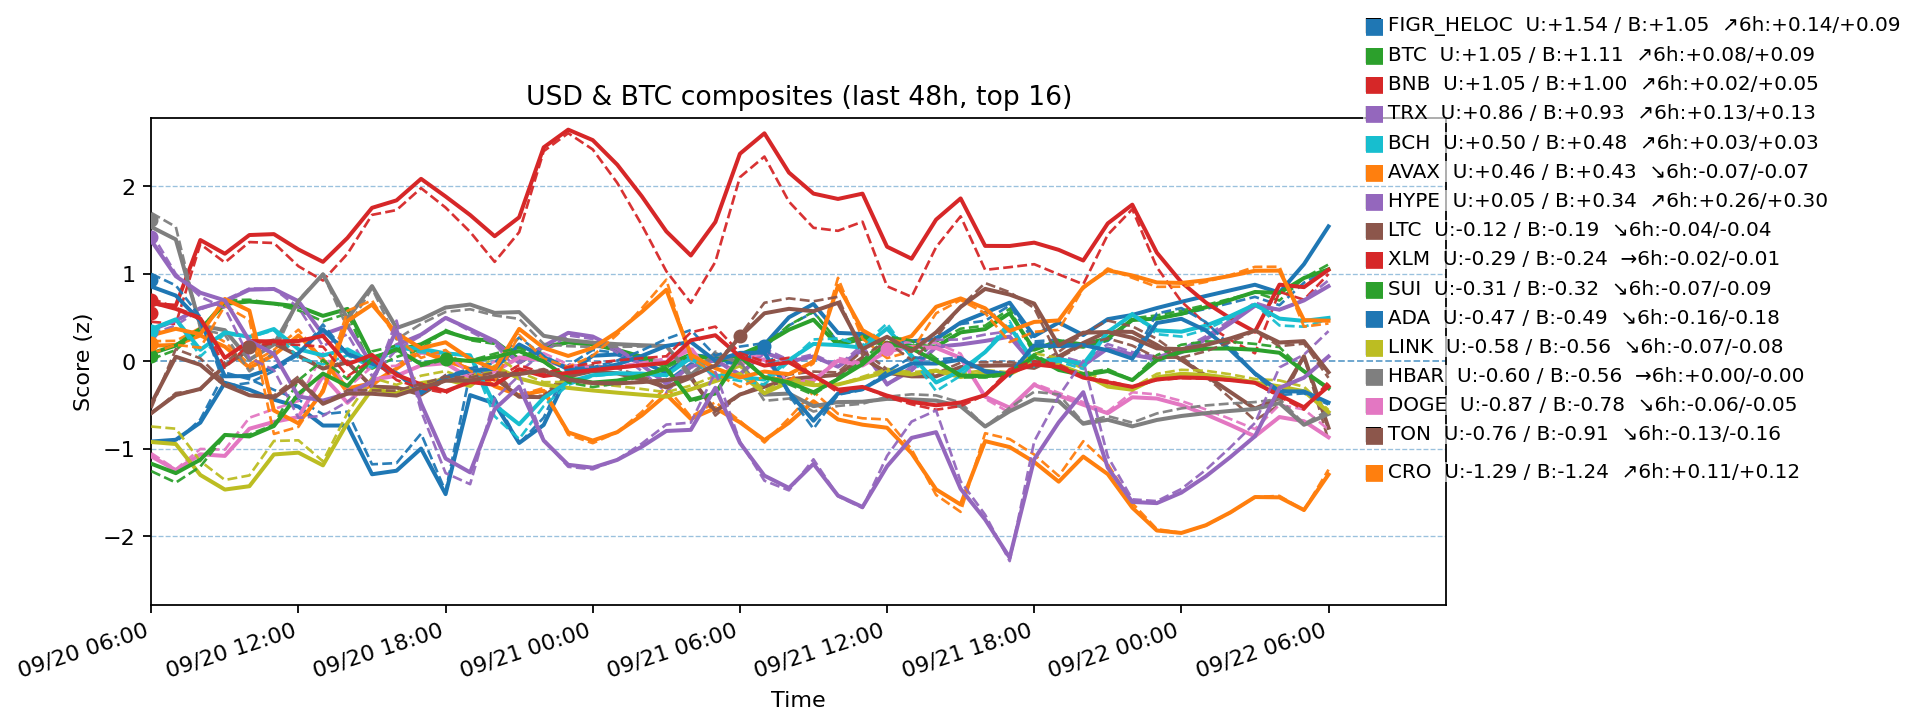 FIGR_HELOC  U:+1.54 / B:+1.05  ↗6h:+0.14/+0.09
BTC  U:+1.05 / B:+1.11  ↗6h:+0.08/+0.09
BNB  U:+1.05 / B:+1.00  ↗6h:+0.02/+0.05
TRX  U:+0.86 / B:+0.93  ↗6h:+0.13/+0.13
BCH  U:+0.50 / B:+0.48  ↗6h:+0.03/+0.03
AVAX  U:+0.46 / B:+0.43  ↘6h:-0.07/-0.07
HYPE  U:+0.05 / B:+0.34  ↗6h:+0.26/+0.30
LTC  U:-0.12 / B:-0.19  ↘6h:-0.04/-0.04
XLM  U:-0.29 / B:-0.24  →6h:-0.02/-0.01
SUI  U:-0.31 / B:-0.32  ↘6h:-0.07/-0.09
ADA  U:-0.47 / B:-0.49  ↘6h:-0.16/-0.18
LINK  U:-0.58 / B:-0.56  ↘6h:-0.07/-0.08
HBAR  U:-0.60 / B:-0.56  →6h:+0.00/-0.00
DOGE  U:-0.87 / B:-0.78  ↘6h:-0.06/-0.05
TON  U:-0.76 / B:-0.91  ↘6h:-0.13/-0.16
CRO  U:-1.29 / B:-1.24  ↗6h:+0.11/+0.12
USD & BTC composites (last 48h, top 16)
Score (z)
2
1
0
−1
−2
09/20 06:00
09/20 12:00
09/20 18:00
09/21 00:00
09/21 06:00
09/21 12:00
09/21 18:00
09/22 00:00
09/22 06:00
Time